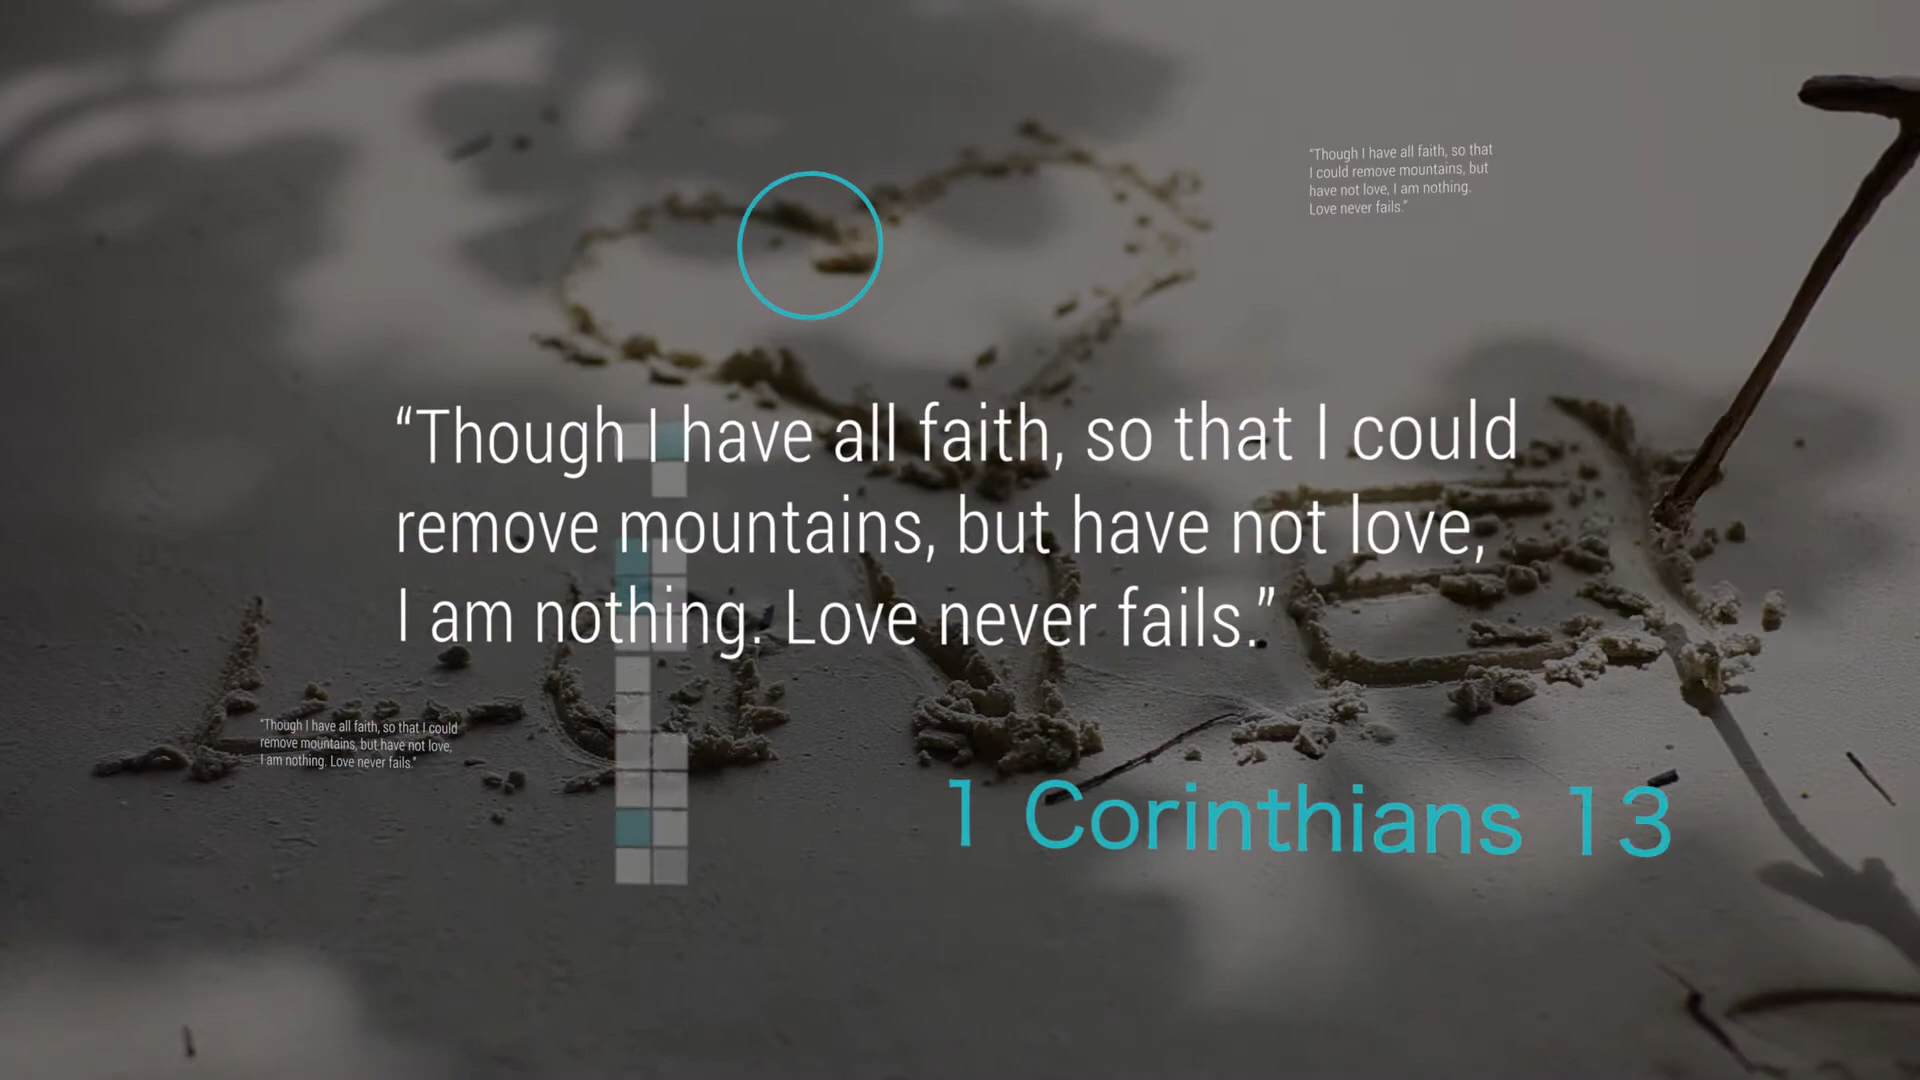 “Though I have all faith, so that
I could remove mountains, but
have not love, I am nothing.
Love never fails.”
“Though I have all faith, so that I could
remove mountains, but have not love,
I am nothing. Love never fails.”
LOVE
“Though I have all faith, so that I could
remove mountains, but have not love,
I am nothing. Love never fails.”
1 Corinthians 13